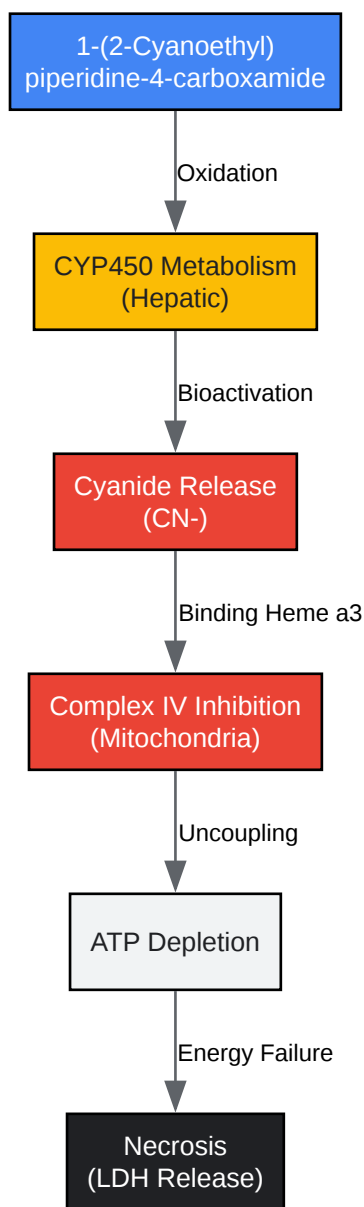 1-(2-Cyanoethyl)
piperidine-4-carboxamide
Oxidation
CYP450 Metabolism
(Hepatic)
Bioactivation
Cyanide Release
(CN-)
Binding Heme a3
Complex IV Inhibition
(Mitochondria)
Uncoupling
ATP Depletion
Energy Failure
Necrosis
(LDH Release)